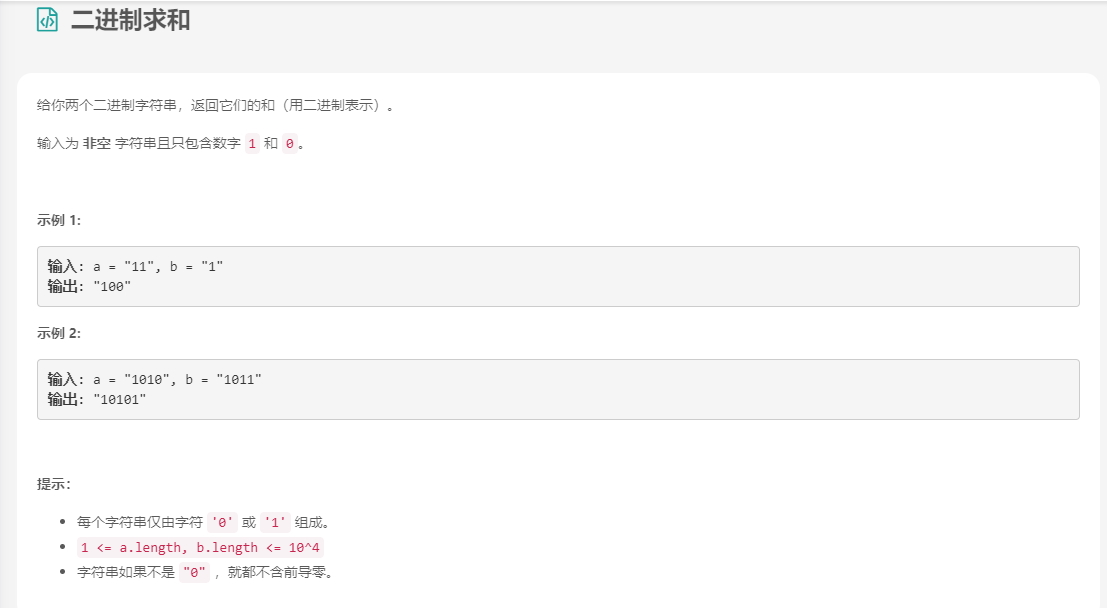 二进制求和
给你两个二进制字符串，返回它们的和（用二进制表示）。
输入为 非空 字符串且只包含数字 1 和 0。
示例 1:
输入: a = "11", b = "1"
输出: "100"
示例 2:
输入: a = "1010", b = "1011"
输出: "10101"
提示：
每个字符串仅由字符 '0' 或 '1' 组成。
1 <= a.length, b.length <= 10^4
字符串如果不是 "0" ，就都不含前导零。